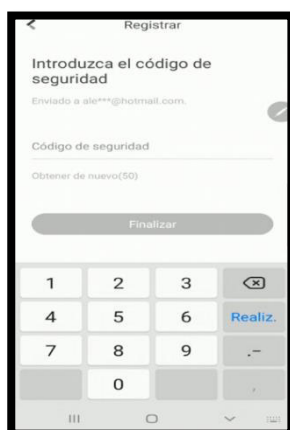 Registrar
Introduzca el código de
seguridad
Enviado a ale***@hotmail.com.
Código de seguridad
Obtener de nuevo(50)
Finalizar
1 2 3
4 5 6 Realiz.
7 8 9 .-
0 ,